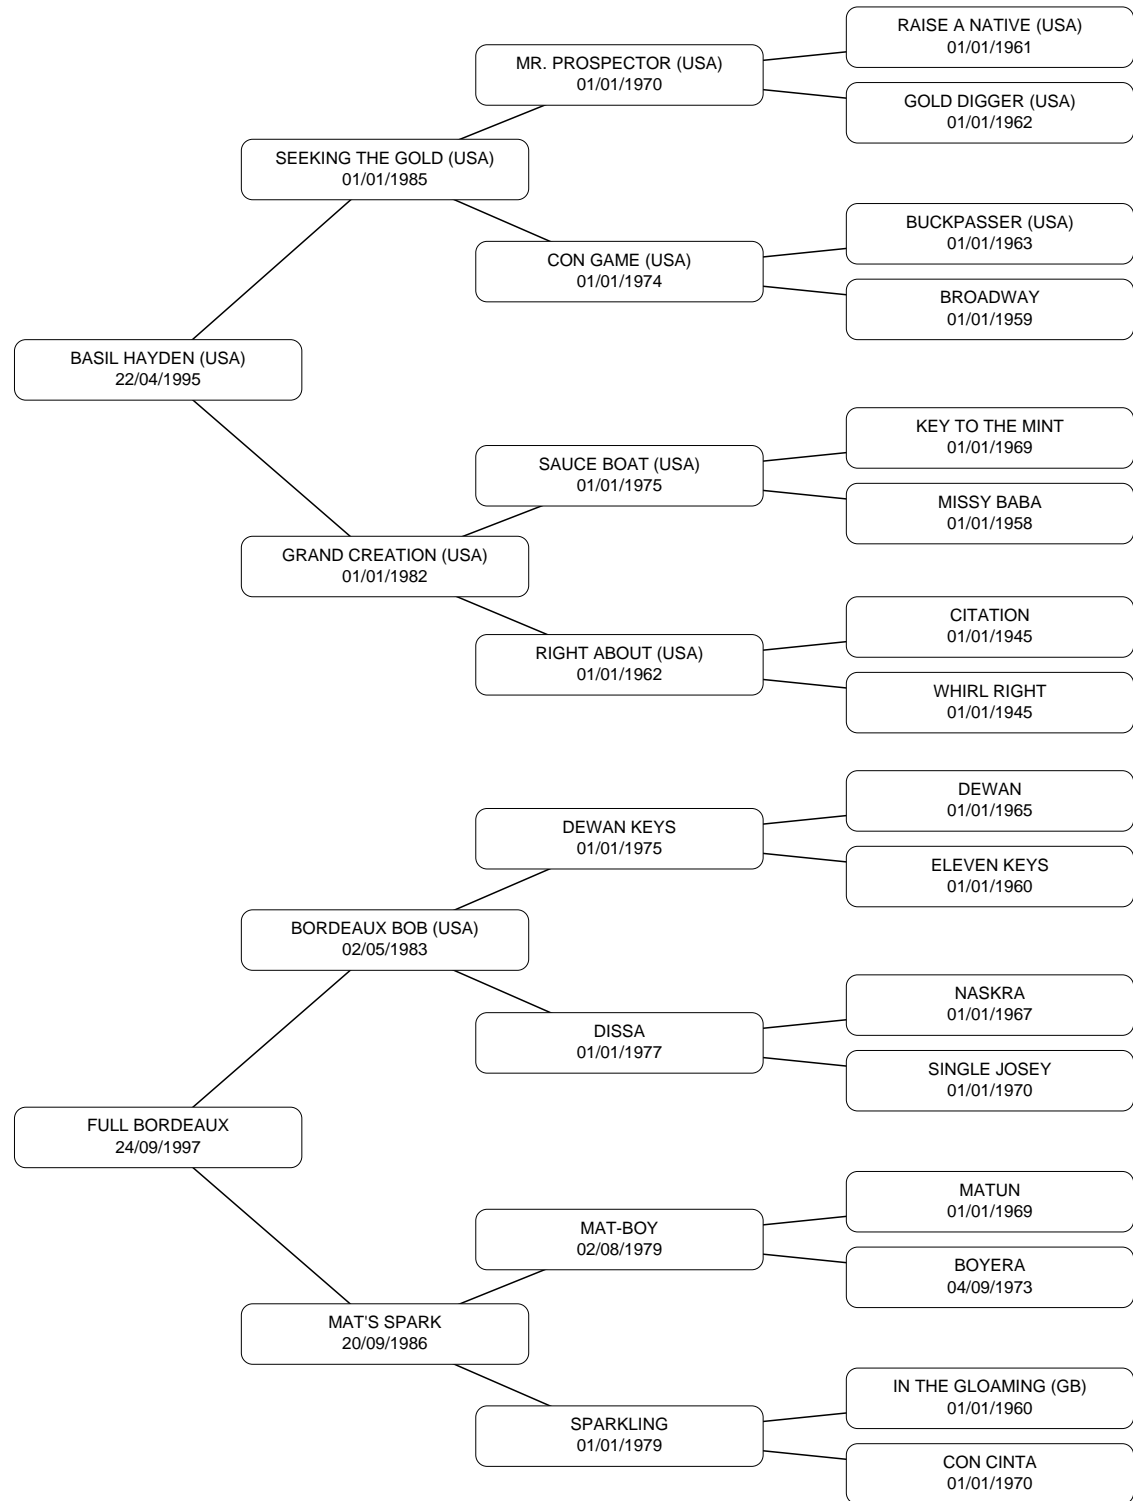 RAISE A NATIVE (USA)
01/01/1961
MR. PROSPECTOR (USA)
01/01/1970
GOLD DIGGER (USA)
01/01/1962
SEEKING THE GOLD (USA)
01/01/1985
BUCKPASSER (USA)
01/01/1963
CON GAME (USA)
01/01/1974
BROADWAY
01/01/1959
BASIL HAYDEN (USA)
22/04/1995
KEY TO THE MINT
01/01/1969
SAUCE BOAT (USA)
01/01/1975
MISSY BABA
01/01/1958
GRAND CREATION (USA)
01/01/1982
CITATION
01/01/1945
RIGHT ABOUT (USA)
01/01/1962
WHIRL RIGHT
01/01/1945
DEWAN
01/01/1965
DEWAN KEYS
01/01/1975
ELEVEN KEYS
01/01/1960
BORDEAUX BOB (USA)
02/05/1983
NASKRA
01/01/1967
DISSA
01/01/1977
SINGLE JOSEY
01/01/1970
FULL BORDEAUX
24/09/1997
MATUN
01/01/1969
MAT-BOY
02/08/1979
BOYERA
04/09/1973
MAT'S SPARK
20/09/1986
IN THE GLOAMING (GB)
01/01/1960
SPARKLING
01/01/1979
CON CINTA
01/01/1970